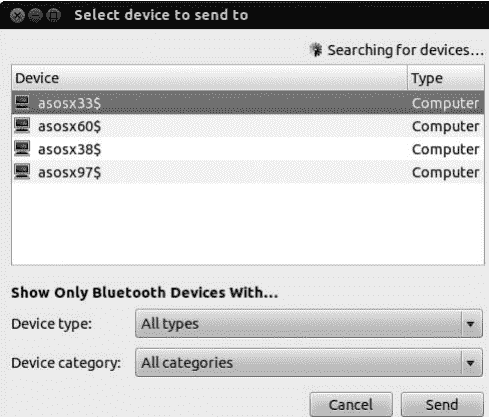 Select device to send to
Searching for devices...
Device Type
asosx33$ Computer
asosx60$ Computer
asosx38$ Computer
asosx97$ Computer
Show Only Bluetooth Devices With...
Device type: All types
Device category: All categories
Cancel Send